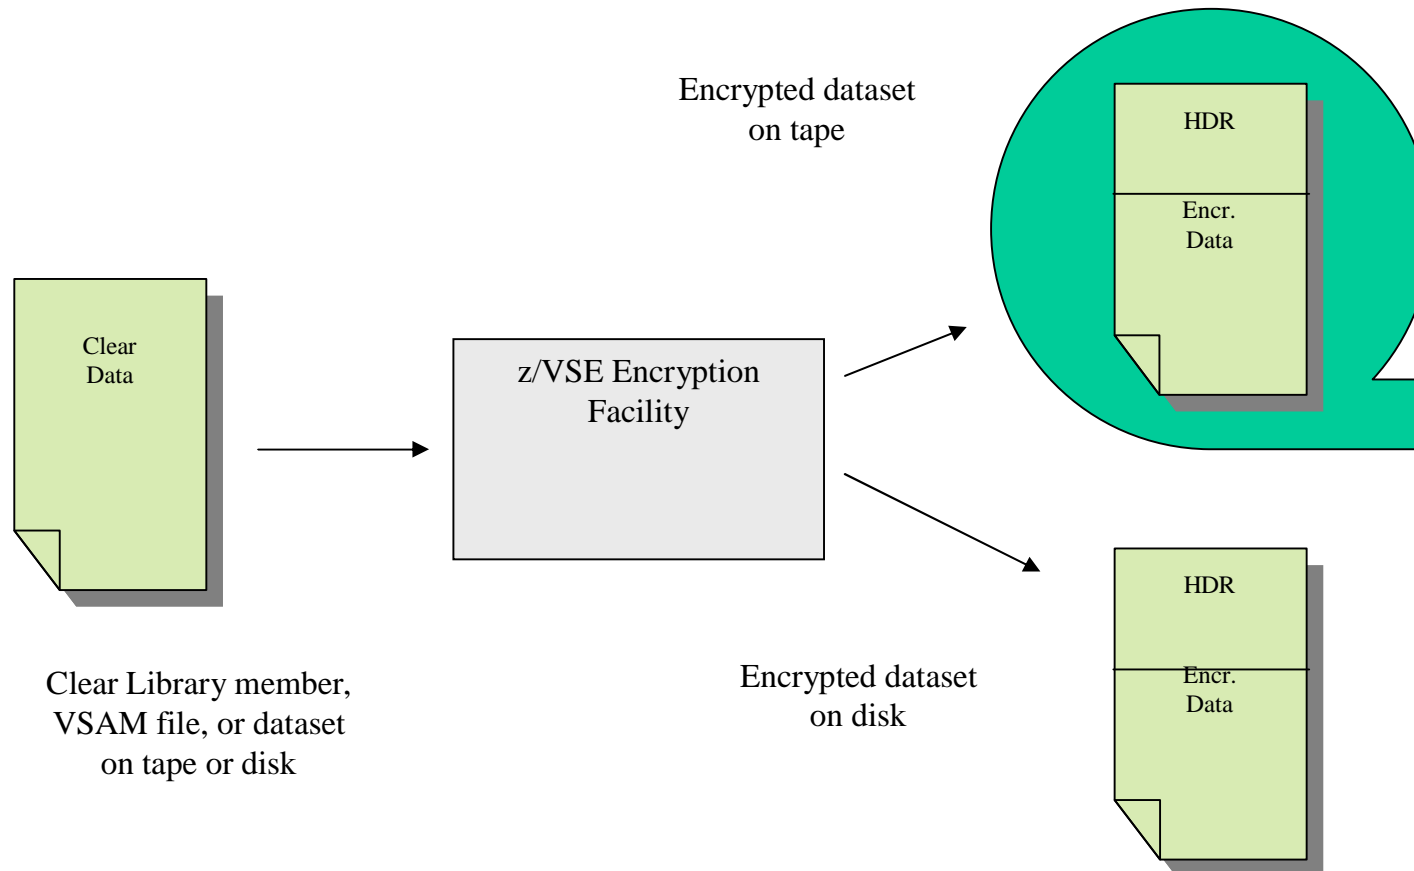 Encrypted dataset
on tape
HDR
Encr.
Data
Clear
Data
z/VSE Encryption
Facility
HDR
Encr.
Data
Encrypted dataset
on disk
Clear Library member,
VSAM file, or dataset
on tape or disk